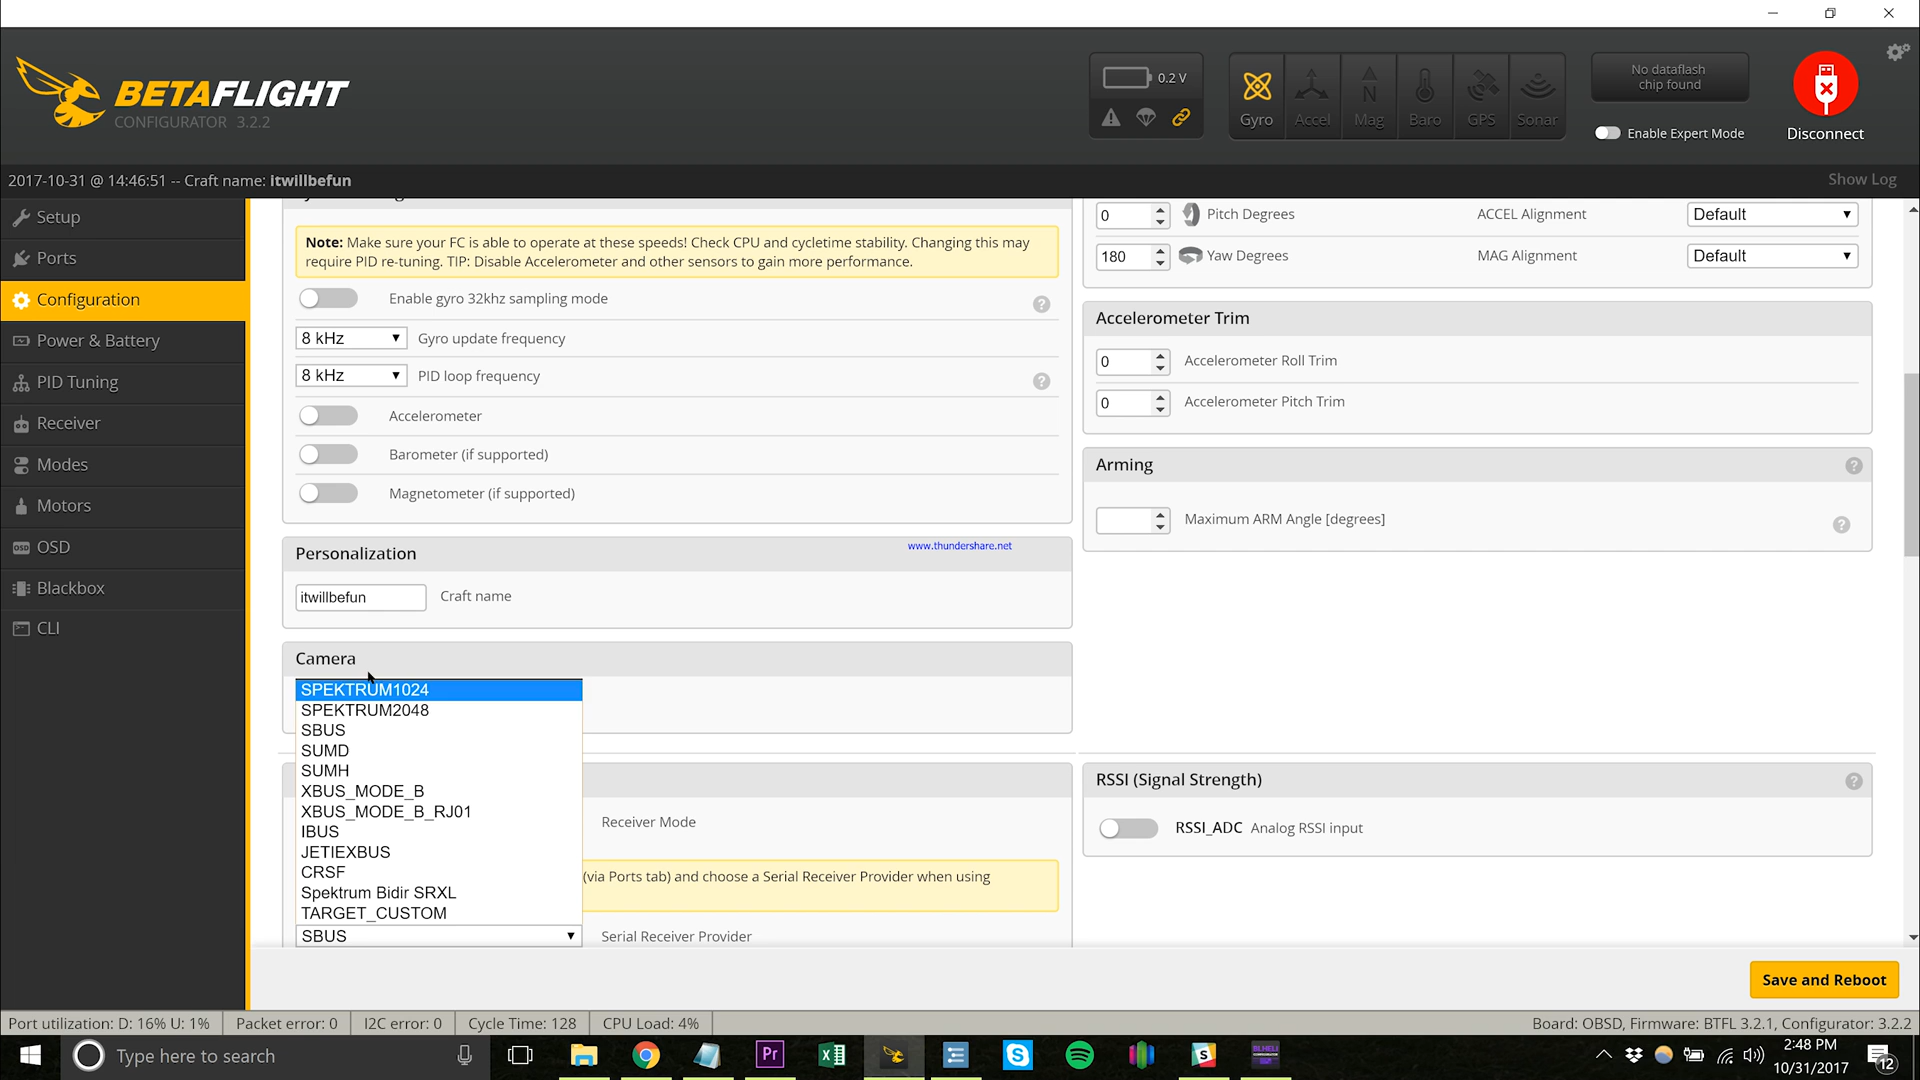 BETAFLIGHT
CONFIGURATOR 3.2.2
0.2 V
Gyro
Accel
Mag
Baro
GPS
Sonar
No dataflash
chip found
Enable Expert Mode
Disconnect
2017-10-31 @ 14:46:51 -- Craft name: itwillbefun
Show Log
Setup
Ports
Configuration
Power & Battery
PID Tuning
Receiver
Modes
Motors
OSD
Blackbox
CLI
Note: Make sure your FC is able to operate at these speeds! Check CPU and cycletime stability. Changing this may
require PID re-tuning. TIP: Disable Accelerometer and other sensors to gain more performance.
Enable gyro 32khz sampling mode
8 kHz Gyro update frequency
8 kHz PID loop frequency
Accelerometer
Barometer (if supported)
Magnetometer (if supported)
Personalization
www.thundershare.net
itwillbefun Craft name
Camera
SPEKTRUM1024
SPEKTRUM2048
SBUS
SUMD
SUMH
XBUS_MODE_B
XBUS_MODE_B_RJ01
IBUS
JETIEXBUS
CRSF
Spektrum Bidir SRXL
TARGET_CUSTOM
Receiver Mode
(via Ports tab) and choose a Serial Receiver Provider when using
SBUS Serial Receiver Provider
0 Pitch Degrees
180 Yaw Degrees
ACCEL Alignment Default
MAG Alignment Default
Accelerometer Trim
0 Accelerometer Roll Trim
0 Accelerometer Pitch Trim
Arming
Maximum ARM Angle [degrees]
RSSI (Signal Strength)
RSSI_ADC Analog RSSI input
Save and Reboot
Port utilization: D: 16% U: 1%
Packet error: 0
I2C error: 0
Cycle Time: 128
CPU Load: 4%
Board: OBSD, Firmware: BTFL 3.2.1, Configurator: 3.2.2
Type here to search
Pr
BLHELI
2:48 PM
10/31/2017
12